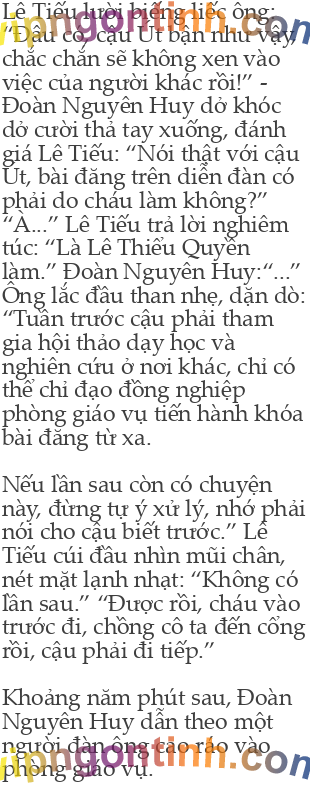 Lê Tiếu lười biếng liếc ông:
“Đâu có, cậu Út bận như vậy,
chắc chắn sẽ không xen vào
việc của người khác rồi!” -
Đoàn Nguyên Huy dở khóc
dở cười thả tay xuống, đánh
giá Lê Tiếu: “Nói thật với cậu
Út, bài đăng trên diễn đàn có
phải do cháu làm không?”
“À...” Lê Tiếu trả lời nghiêm
túc: “Là Lê Thiểu Quyền
làm.” Đoàn Nguyên Huy:“...”
Ông lắc đầu than nhẹ, dặn dò:
“Tuần trước cậu phải tham
gia hội thảo dạy học và
nghiên cứu ở nơi khác, chỉ có
thể chỉ đạo đồng nghiệp
phòng giáo vụ tiến hành khóa
bài đăng từ xa.
Nếu lần sau còn có chuyện
này, đừng tự ý xử lý, nhớ phải
nói cho cậu biết trước.” Lê
Tiếu cúi đầu nhìn mũi chân,
nét mặt lạnh nhạt: “Không có
lần sau.” “Được rồi, cháu vào
trước đi, chồng cô ta đến cổng
rồi, cậu phải đi tiếp.”
Khoảng năm phút sau, Đoàn
Nguyên Huy dẫn theo một
người đàn ông cao ráo vào
phòng giáo vụ.